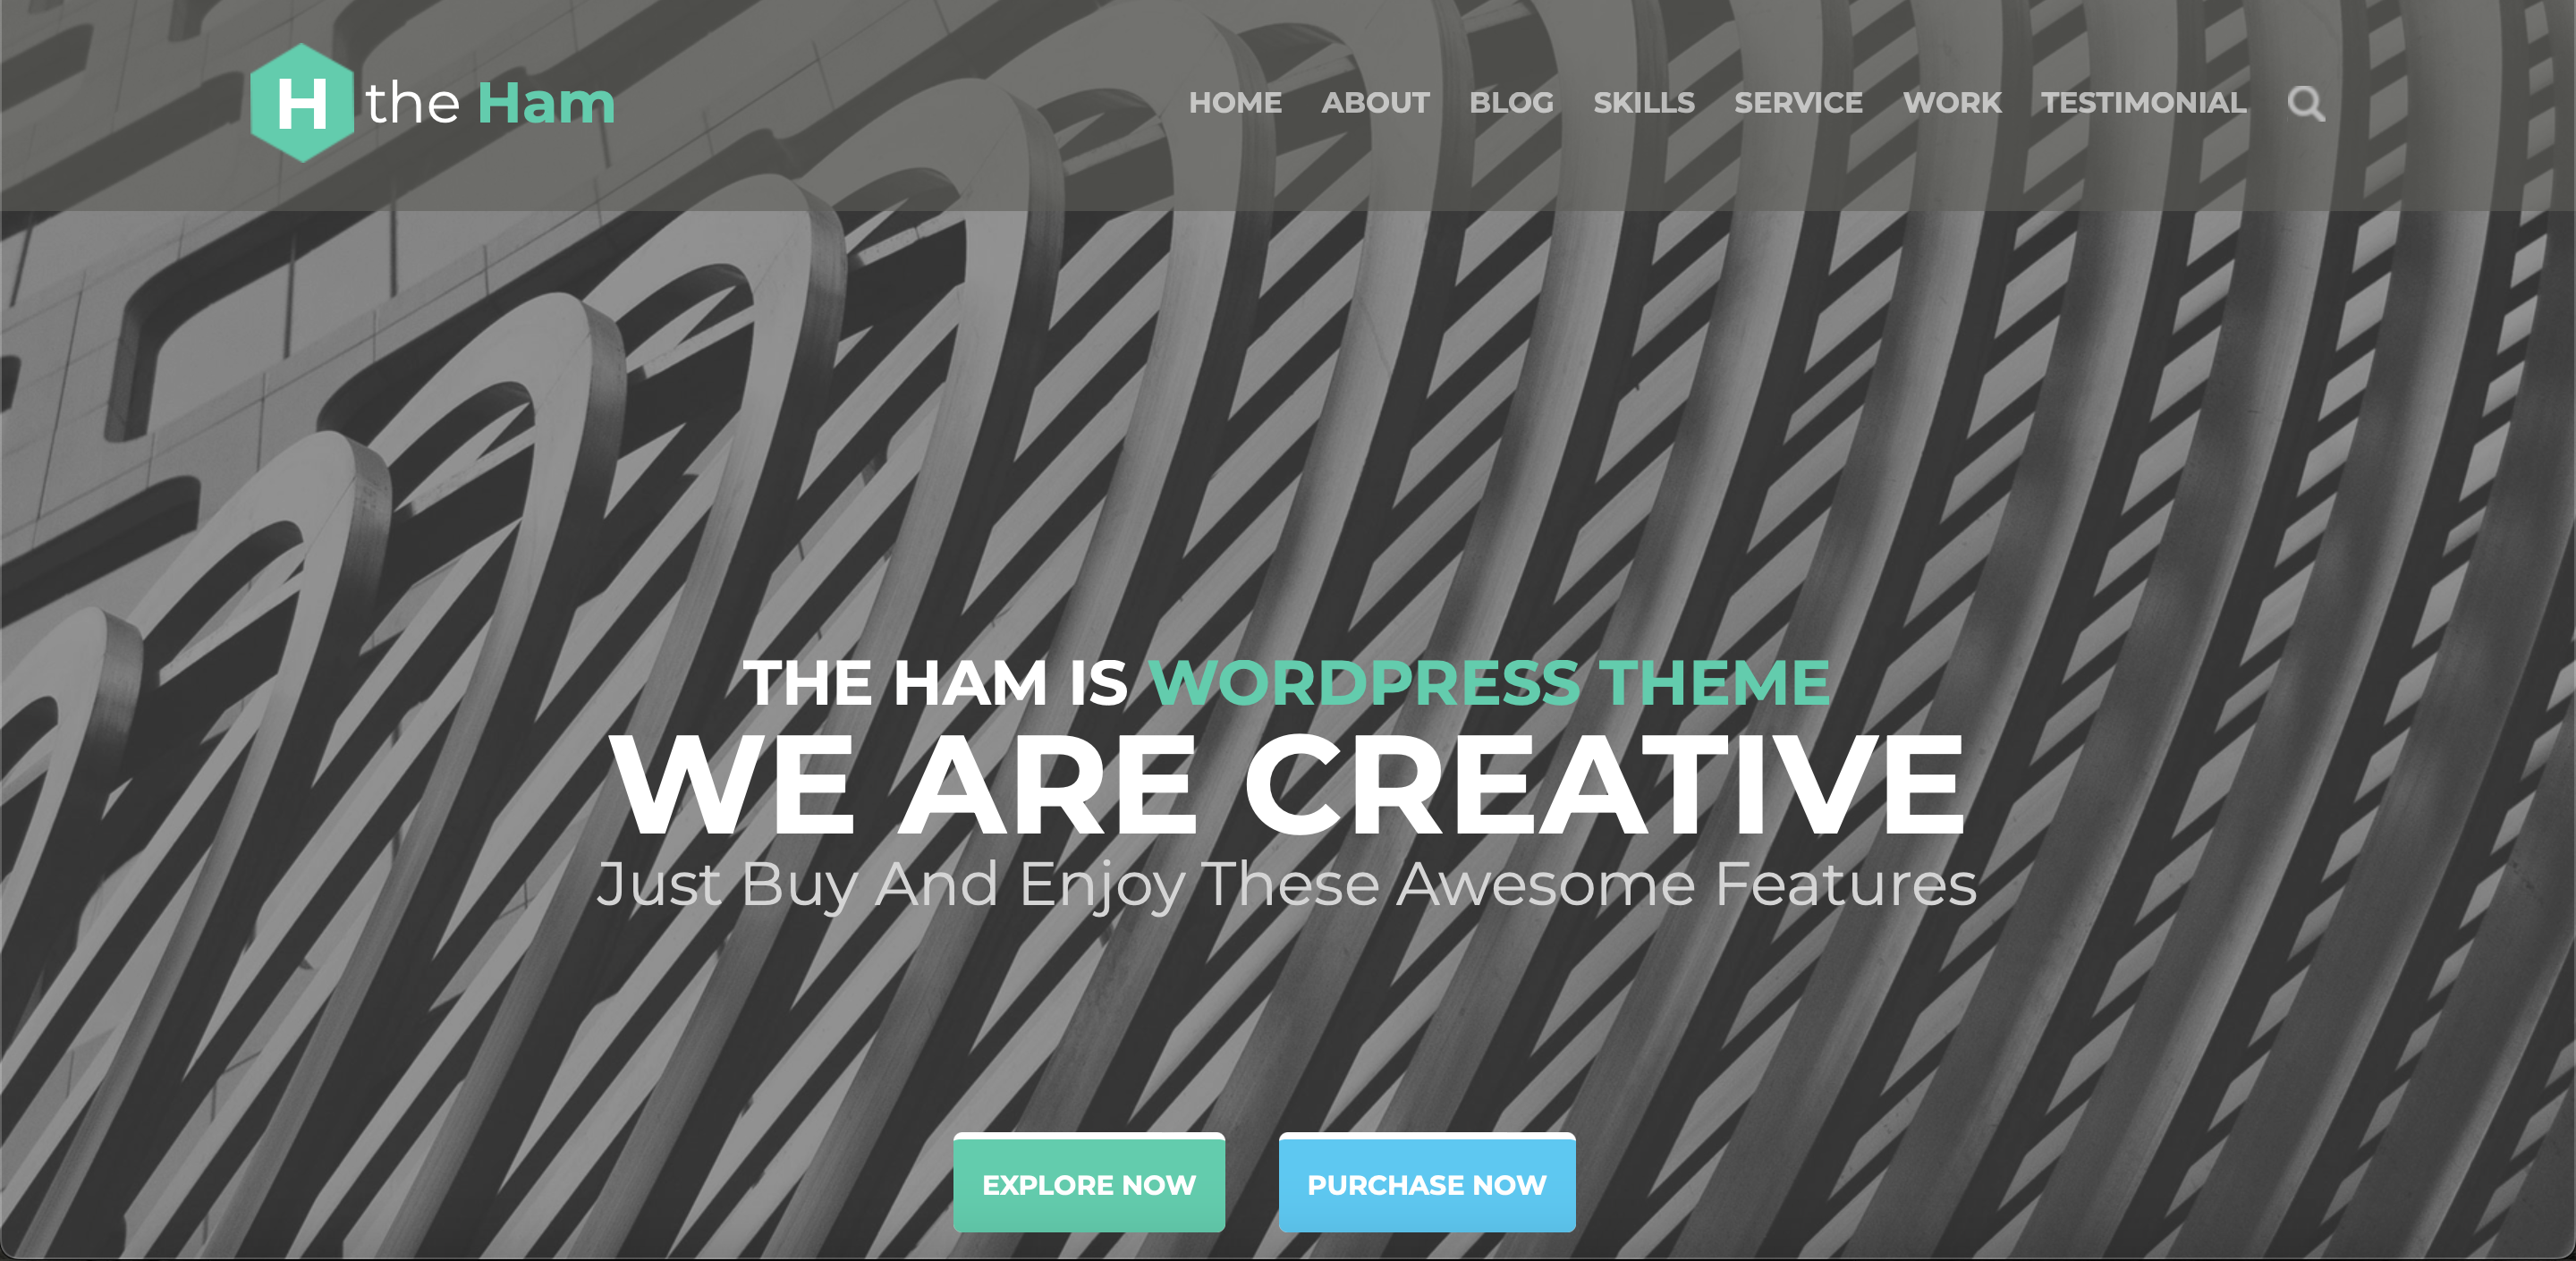 H the Ham
HOME ABOUT BLOG SKILLS SERVICE WORK TESTIMONIAL
THE HAM IS WORDPRESS THEME
WE ARE CREATIVE
Just Buy And Enjoy These Awesome Features
EXPLORE NOW PURCHASE NOW